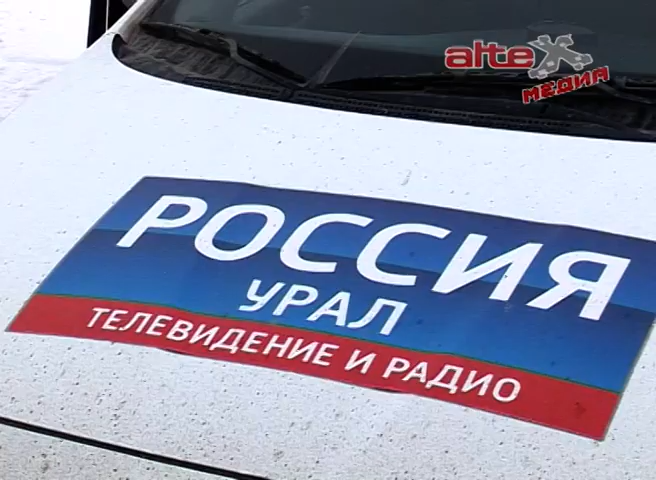 alteX
МЕДИА
РОССИЯ
УРАЛ
ТЕЛЕВИДЕНИЕ И РАДИО